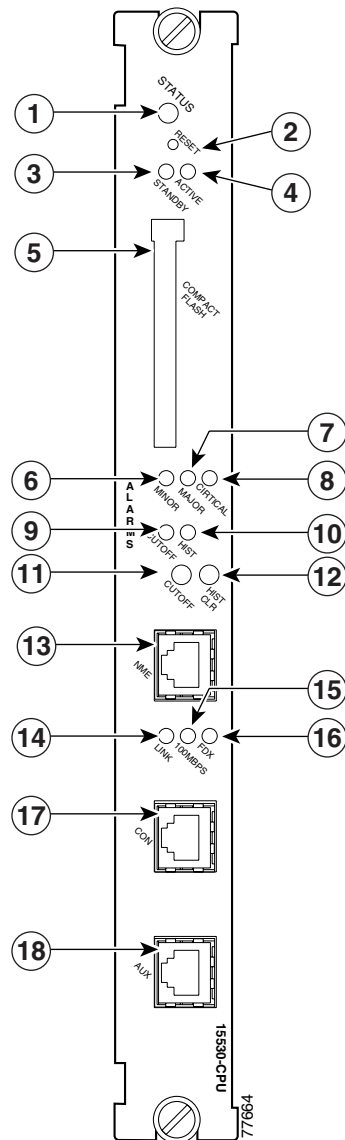 STATUS
1
RESET
2
3
STANDBY
ACTIVE
4
5
COMPACT
FLASH
7
6
MINOR
MAJOR
CIRTICAL
8
ALARMS
9
CUTOFF
HIST
10
11
CUTOFF
HIST
CLR
12
13
NME
15
14
LINK
100MBPS
FDX
16
17
CON
18
AUX
15530-CPU
77664